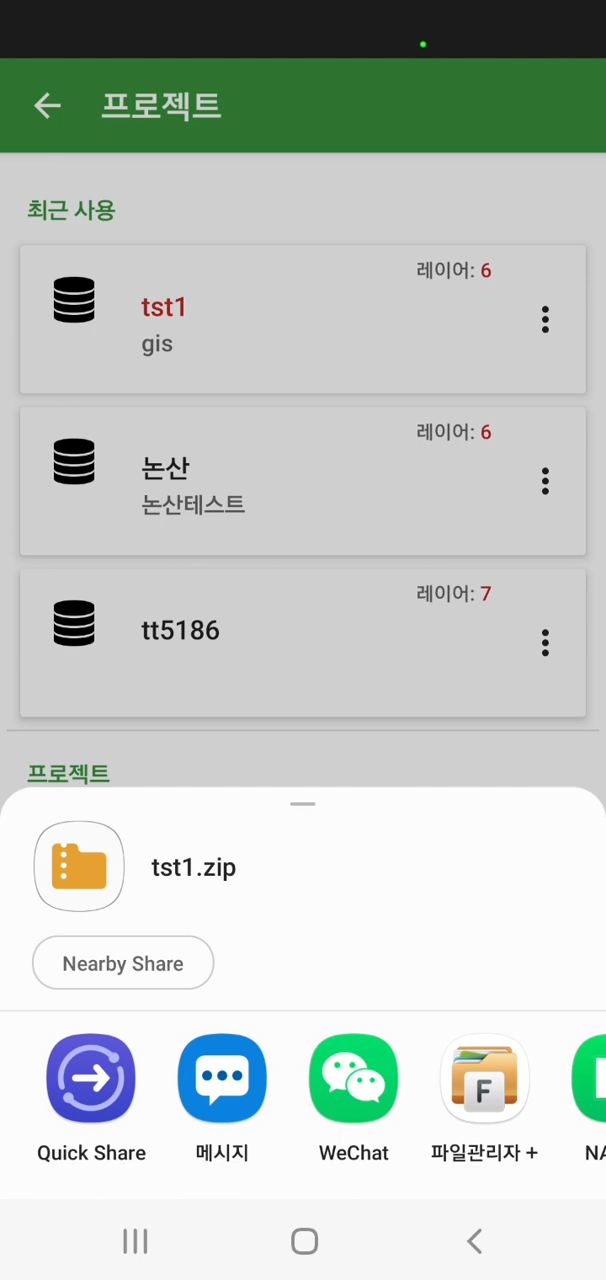 프로젝트
최근 사용
레이어: 6
tst1
gis
레이어: 6
논산
논산테스트
레이어: 7
tt5186
프로젝트
tst1.zip
Nearby Share
Quick Share
메시지
WeChat
F
파일관리자 +
NA